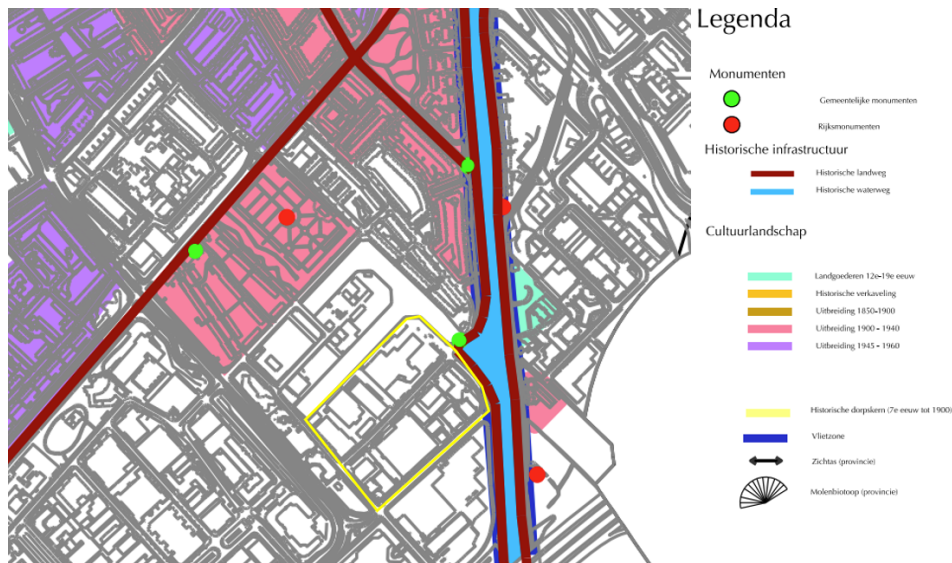 Legenda
Monumenten
Gemeentelijke monumenten
Rijksmonumenten
Historische infrastructuur
Historische landweg
Historische waterweg
Cultuurlandschap
Landgoederen 12e-19e eeuw
Historische verkaveling
Uitbreiding 1850-1900
Uitbreiding 1900 - 1940
Uitbreiding 1945 - 1960
Historische dorpskern (7e eeuw tot 1900)
Vlietzone
Zichtas (provincie)
Molenbiotoop (provincie)